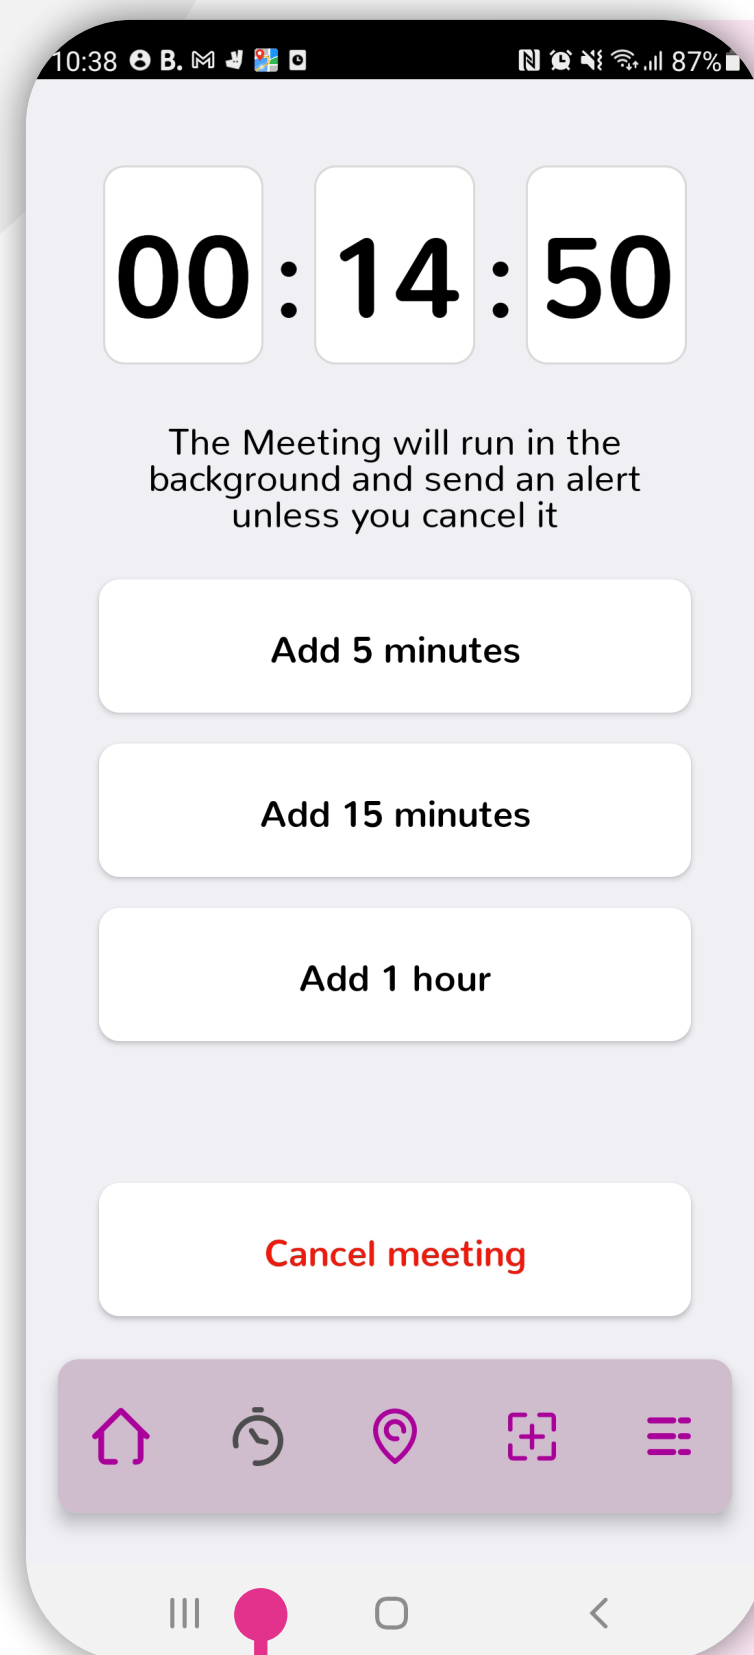 10:38 B. 87%
00 : 14 : 50
The Meeting will run in the
background and send an alert
unless you cancel it
Add 5 minutes
Add 15 minutes
Add 1 hour
Cancel meeting